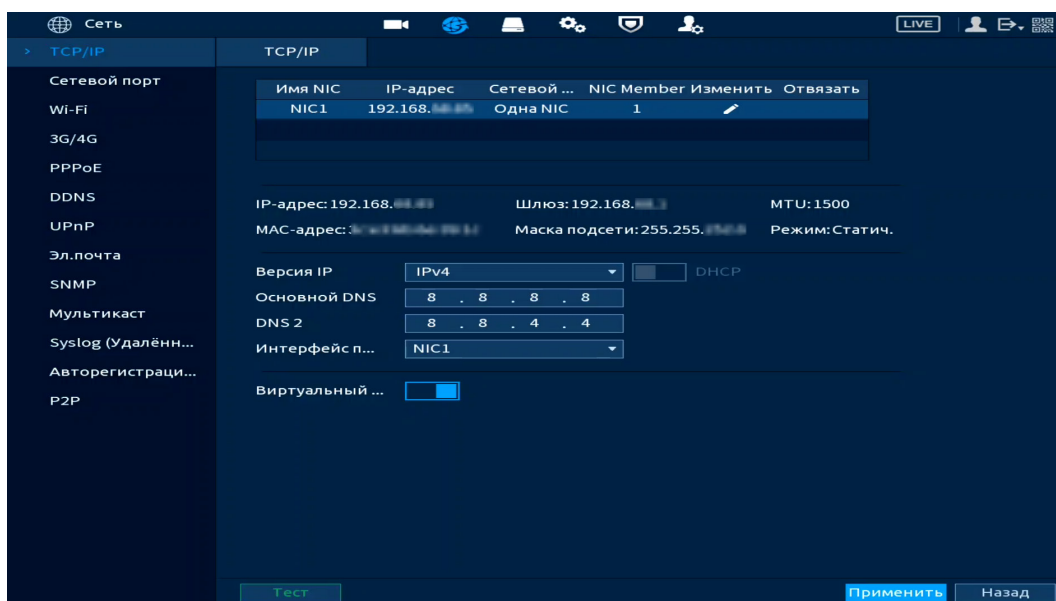 Сеть
LIVE
TCP/IP
Сетевой порт
Wi-Fi
3G/4G
PPPoE
DDNS
UPnP
Эл.почта
SNMP
Мультикаст
Syslog (Удалённ...
Авторегистраци...
P2P
TCP/IP
Имя NIC IP-адрес Сетевой ... NIC Member Изменить Отвязать
NIC1 192.168. Одна NIC 1
IP-адрес: 192.168. Шлюз: 192.168. MTU: 1500
MAC-адрес: Маска подсети: 255.255. Режим: Статич.
Версия IP IPv4 DHCP
Основной DNS 8 . 8 . 8 . 8
DNS 2 8 . 8 . 4 . 4
Интерфейс п... NIC1
Виртуальный ...
Тест Применить Назад